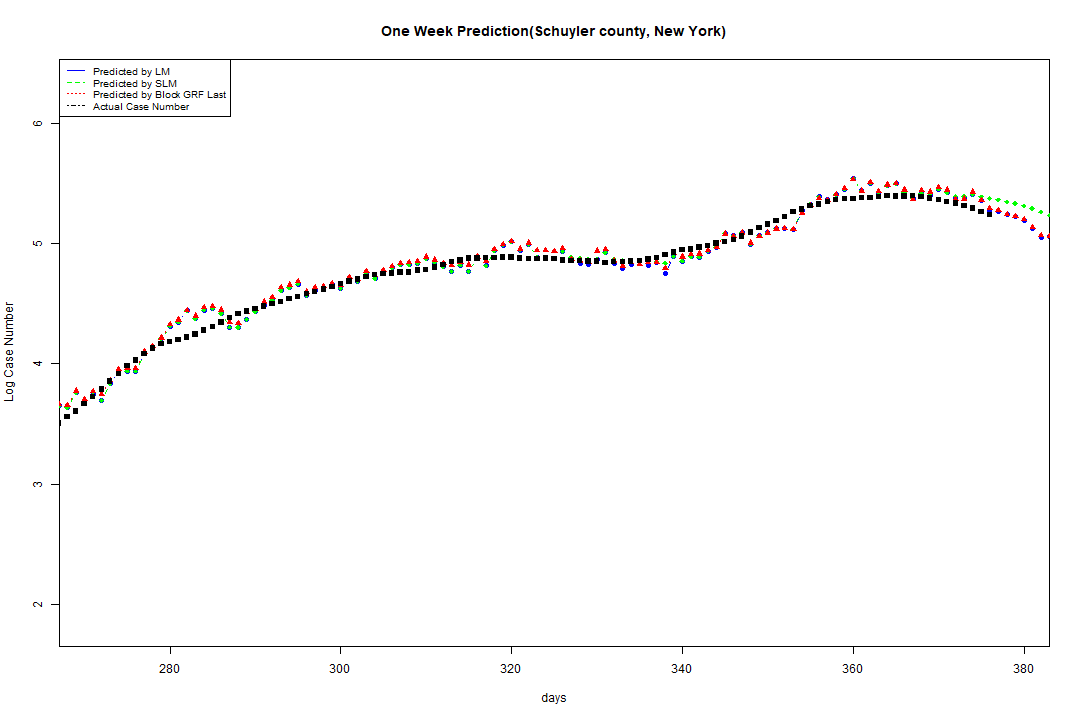 One Week Prediction(Schuyler county, New York)
Predicted by LM
Predicted by SLM
Predicted by Block GRF Last
Actual Case Number
6
5
4
3
2
Log Case Number
280 300 320 340 360 380
days